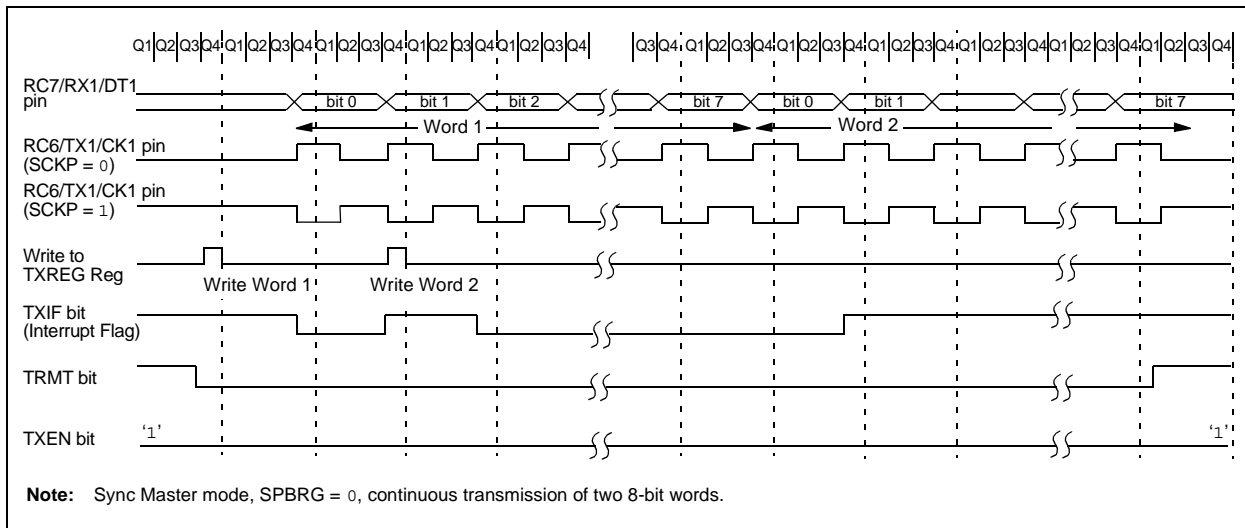 Q1 Q2 Q3 Q4 Q1 Q2 Q3 Q4 Q1 Q2 Q3 Q4 Q1 Q2 Q3 Q4 Q1 Q2 Q3 Q4 Q3 Q4 Q1 Q2 Q3 Q4 Q1 Q2 Q3 Q4 Q1 Q2 Q3 Q4 Q1 Q2 Q3 Q4 Q1 Q2 Q3 Q4 Q1 Q2 Q3 Q4
RC7/RX1/DT1
pin
bit 0 bit 1 bit 2 bit 7 bit 0 bit 1 bit 7
Word 1 Word 2
RC6/TX1/CK1 pin
(SCKP = 0)
RC6/TX1/CK1 pin
(SCKP = 1)
Write to
TXREG Reg
Write Word 1 Write Word 2
TXIF bit
(Interrupt Flag)
TRMT bit
TXEN bit
‘1’ ‘1’
Note: Sync Master mode, SPBRG = 0, continuous transmission of two 8-bit words.